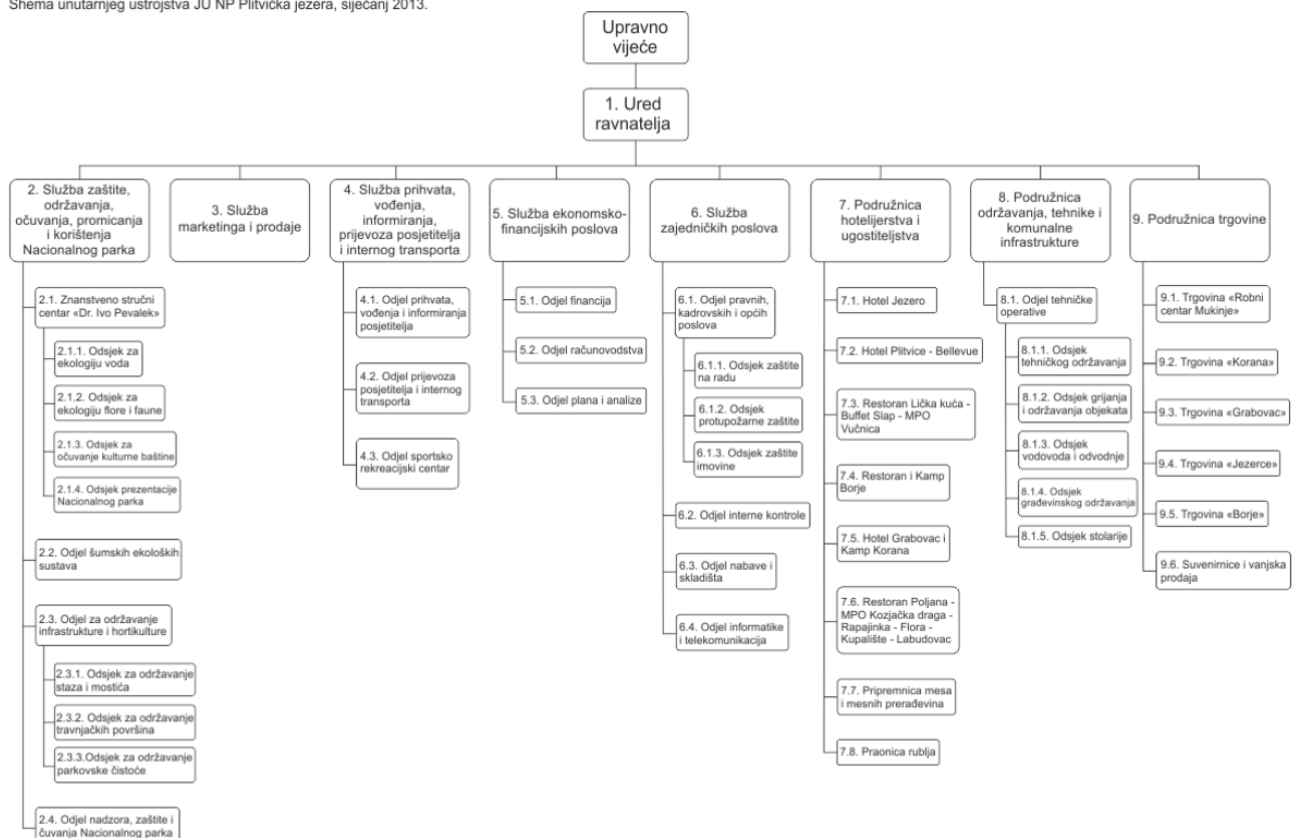 Shema unutarnjeg ustrojstva JU NP Plitvička jezera, siječanj 2013.
Upravno
vijeće
1. Ured
ravnatelja
2. Služba zaštite,
održavanja,
očuvanja, promicanja
i korištenja
Nacionalnog parka
2.1. Znanstveno stručni
centar «Dr. Ivo Pevalek»
2.1.1. Odsjek za
ekologiju voda
2.1.2. Odsjek za
ekologiju flore i faune
2.1.3. Odsjek za
očuvanje kulturne baštine
2.1.4. Odsjek prezentacije
Nacionalnog parka
2.2. Odjel šumskih ekoloških
sustava
2.3. Odjel za održavanje
infrastrukture i hortikulture
2.3.1. Odsjek za održavanje
staza i mostića
2.3.2. Odsjek za održavanje
travnjačkih površina
2.3.3.Odsjek za održavanje
parkovske čistoće
2.4. Odjel nadzora, zaštite i
čuvanja Nacionalnog parka
3. Služba
marketinga i prodaje
4. Služba prihvata,
vođenja,
informiranja,
prijevoza posjetitelja
i internog transporta
4.1. Odjel prihvata,
vođenja i informiranja
posjetitelja
4.2. Odjel prijevoza
posjetitelja i internog
transporta
4.3. Odjel sportsko
rekreacijski centar
5. Služba ekonomsko-
financijskih poslova
5.1. Odjel financija
5.2. Odjel računovodstva
5.3. Odjel plana i analize
6. Služba
zajedničkih poslova
6.1. Odjel pravnih,
kadrovskih i općih
poslova
6.1.1. Odsjek zaštite
na radu
6.1.2. Odsjek
protupožarne zaštite
6.1.3. Odsjek zaštite
imovine
6.2. Odjel interne kontrole
6.3. Odjel nabave i
skladišta
6.4. Odjel informatike
i telekomunikacija
7. Podružnica
hotelijerstva i
ugostiteljstva
7.1. Hotel Jezero
7.2. Hotel Plitvice - Bellevue
7.3. Restoran Lička kuća -
Buffet Slap - MPO
Vučnica
7.4. Restoran i Kamp
Borje
7.5. Hotel Grabovac i
Kamp Korana
7.6. Restoran Poljana -
MPO Kozjačka draga -
Rapajinka - Flora -
Kupalište - Labudovac
7.7. Pripremnica mesa
i mesnih prerađevina
7.8. Praonica rublja
8. Podružnica
održavanja, tehnike i
komunalne
infrastrukture
8.1. Odjel tehničke
operative
8.1.1. Odsjek
tehničkog održavanja
8.1.2. Odsjek grijanja
i održavanja objekata
8.1.3. Odsjek
vodovoda i odvodnje
8.1.4. Odsjek
građevinskog održavanja
8.1.5. Odsjek stolarije
9. Podružnica trgovine
9.1. Trgovina «Robni
centar Mukinje»
9.2. Trgovina «Korana»
9.3. Trgovina «Grabovac»
9.4. Trgovina «Jezerce»
9.5. Trgovina «Borje»
9.6. Suvenirnice i vanjska
prodaja